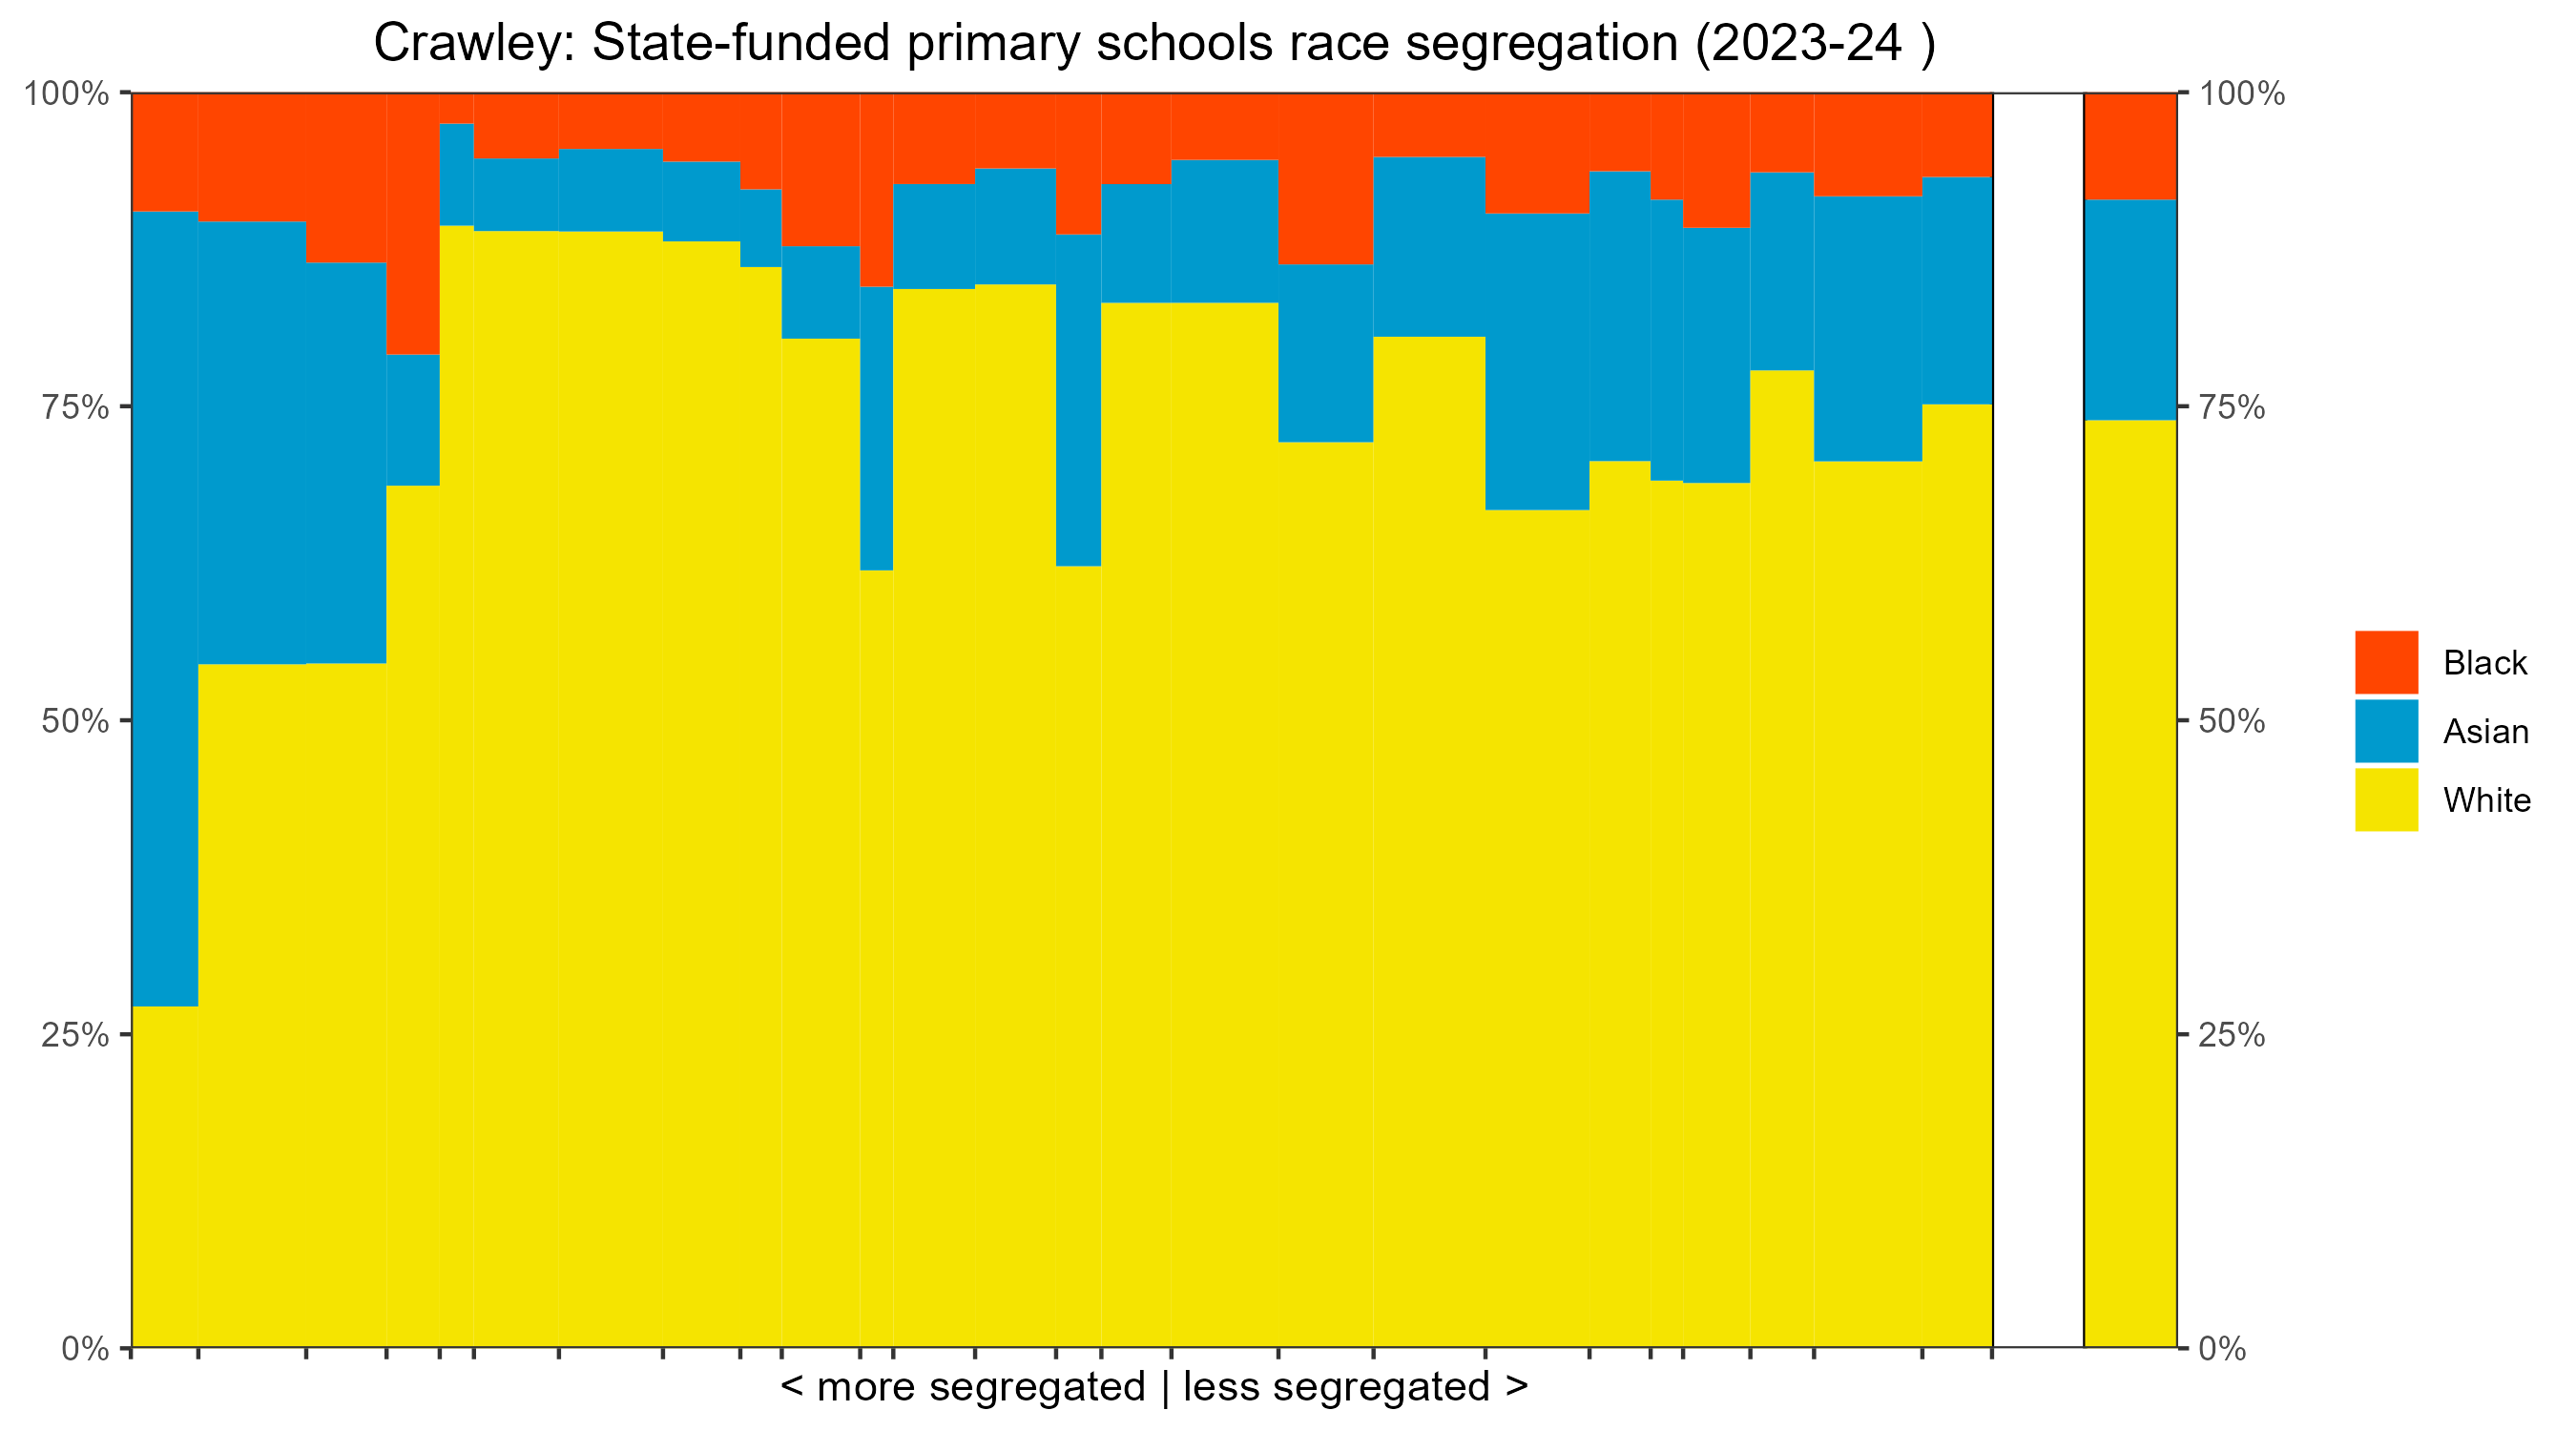 Crawley: State-funded primary schools race segregation (2023-24 )
100%
100%
75%
75%
50%
50%
25%
25%
0%
0%
Black
Asian
White
< more segregated | less segregated >